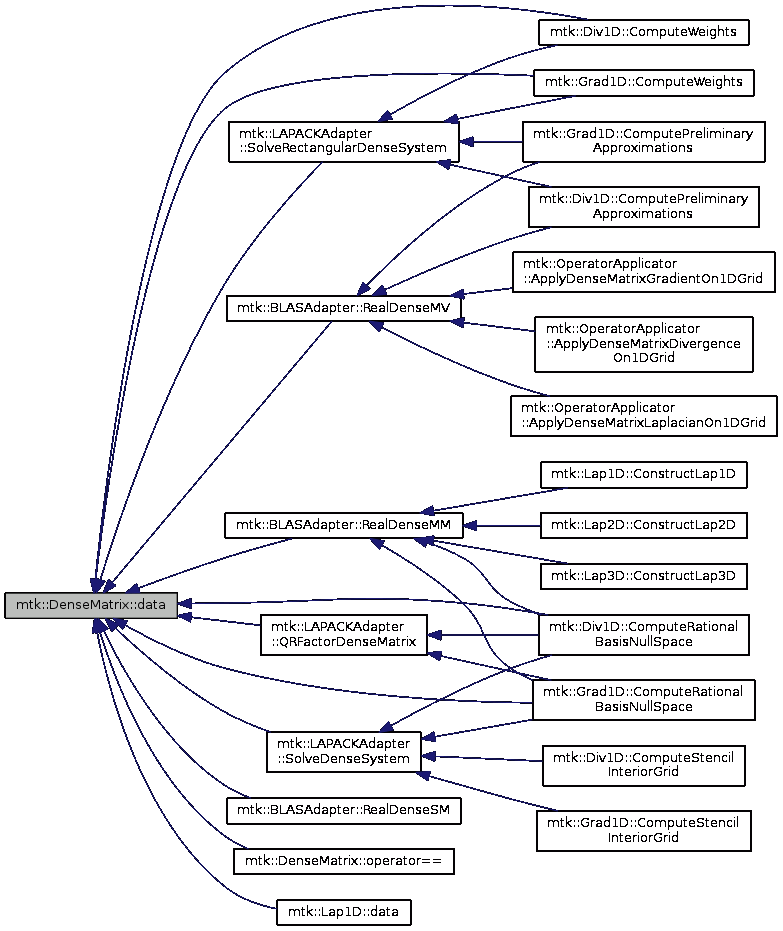 mtk::Div1D::ComputeWeights
mtk::Grad1D::ComputeWeights
mtk::LAPACKAdapter
::SolveRectangularDenseSystem
mtk::Grad1D::ComputePreliminary
Approximations
mtk::Div1D::ComputePreliminary
Approximations
mtk::OperatorApplicator
::ApplyDenseMatrixGradientOn1DGrid
mtk::BLASAdapter::RealDenseMV
mtk::OperatorApplicator
::ApplyDenseMatrixDivergence
On1DGrid
mtk::OperatorApplicator
::ApplyDenseMatrixLaplacianOn1DGrid
mtk::Lap1D::ConstructLap1D
mtk::BLASAdapter::RealDenseMM
mtk::Lap2D::ConstructLap2D
mtk::Lap3D::ConstructLap3D
mtk::DenseMatrix::data
mtk::LAPACKAdapter
::QRFactorDenseMatrix
mtk::Div1D::ComputeRational
BasisNullSpace
mtk::Grad1D::ComputeRational
BasisNullSpace
mtk::LAPACKAdapter
::SolveDenseSystem
mtk::Div1D::ComputeStencil
InteriorGrid
mtk::BLASAdapter::RealDenseSM
mtk::Grad1D::ComputeStencil
InteriorGrid
mtk::DenseMatrix::operator==
mtk::Lap1D::data